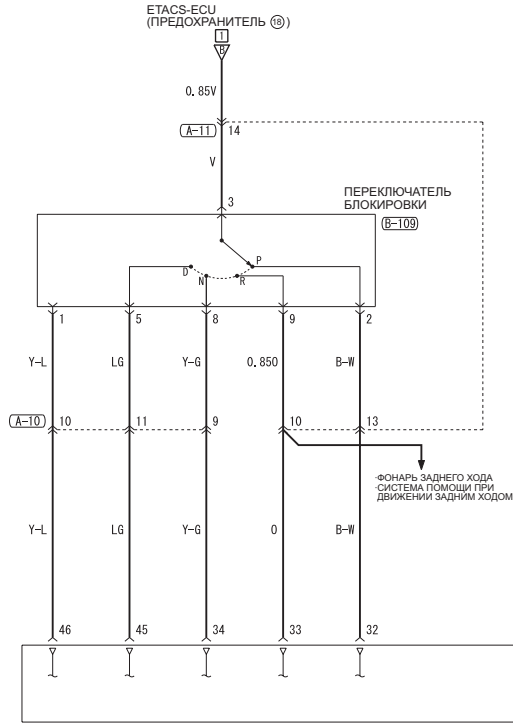 ETACS-ECU
(ПРЕДОХРАНИТЕЛЬ ⑱)
1
B
0.85V
A-11 14
V
3
ПЕРЕКЛЮЧАТЕЛЬ
БЛОКИРОВКИ
B-109
P
D
N R
1 5 8 9 2
Y-L LG Y-G 0.850 B-W
A-10 10 11 9 10 13
·ФОНАРЬ ЗАДНЕГО ХОДА
·СИСТЕМА ПОМОЩИ ПРИ
ДВИЖЕНИИ ЗАДНИМ ХОДОМ
Y-L LG Y-G 0 B-W
46 45 34 33 32